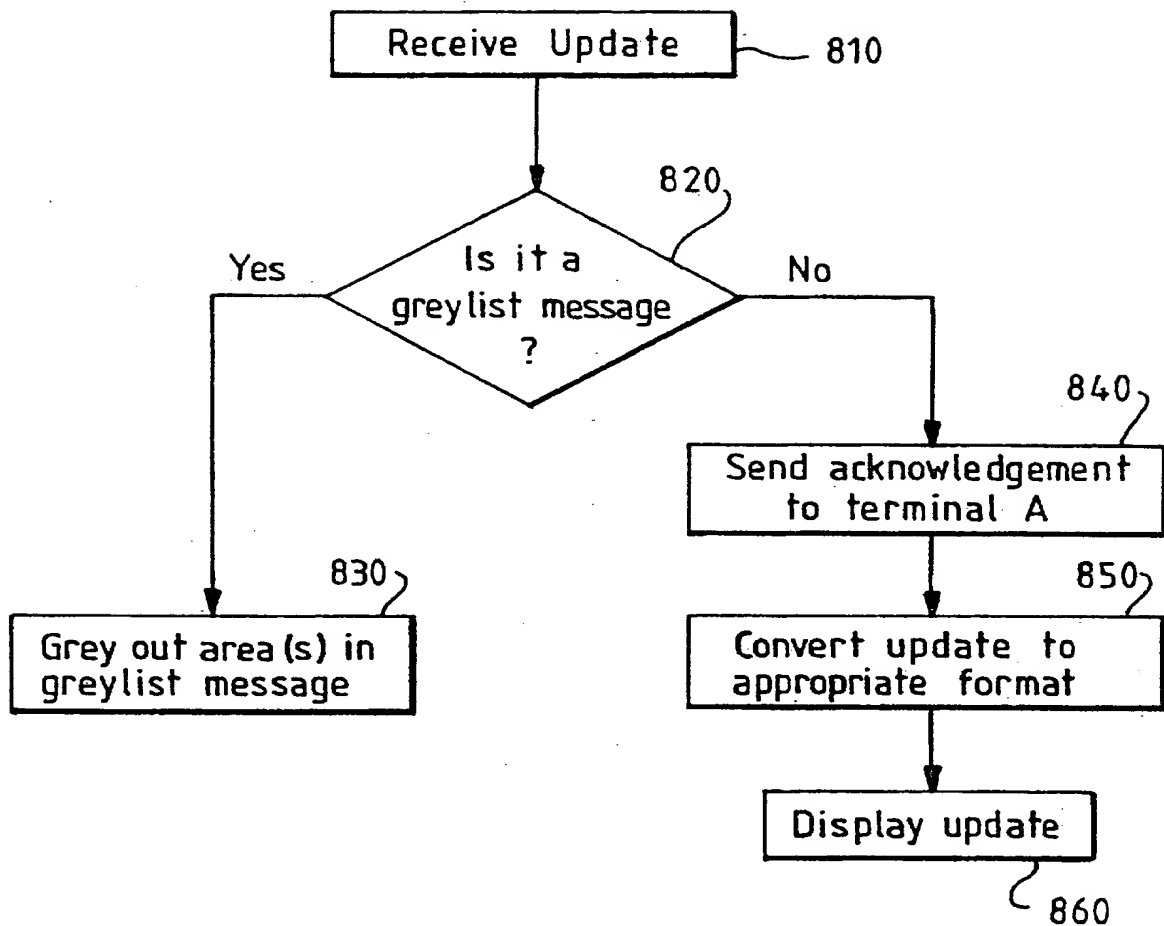 Receive Update
810
820
Is it a
greylist message
?
Yes
No
840
Send acknowledgement
to terminal A
830
850
Grey out area(s) in
greylist message
Convert update to
appropriate format
Display update
860